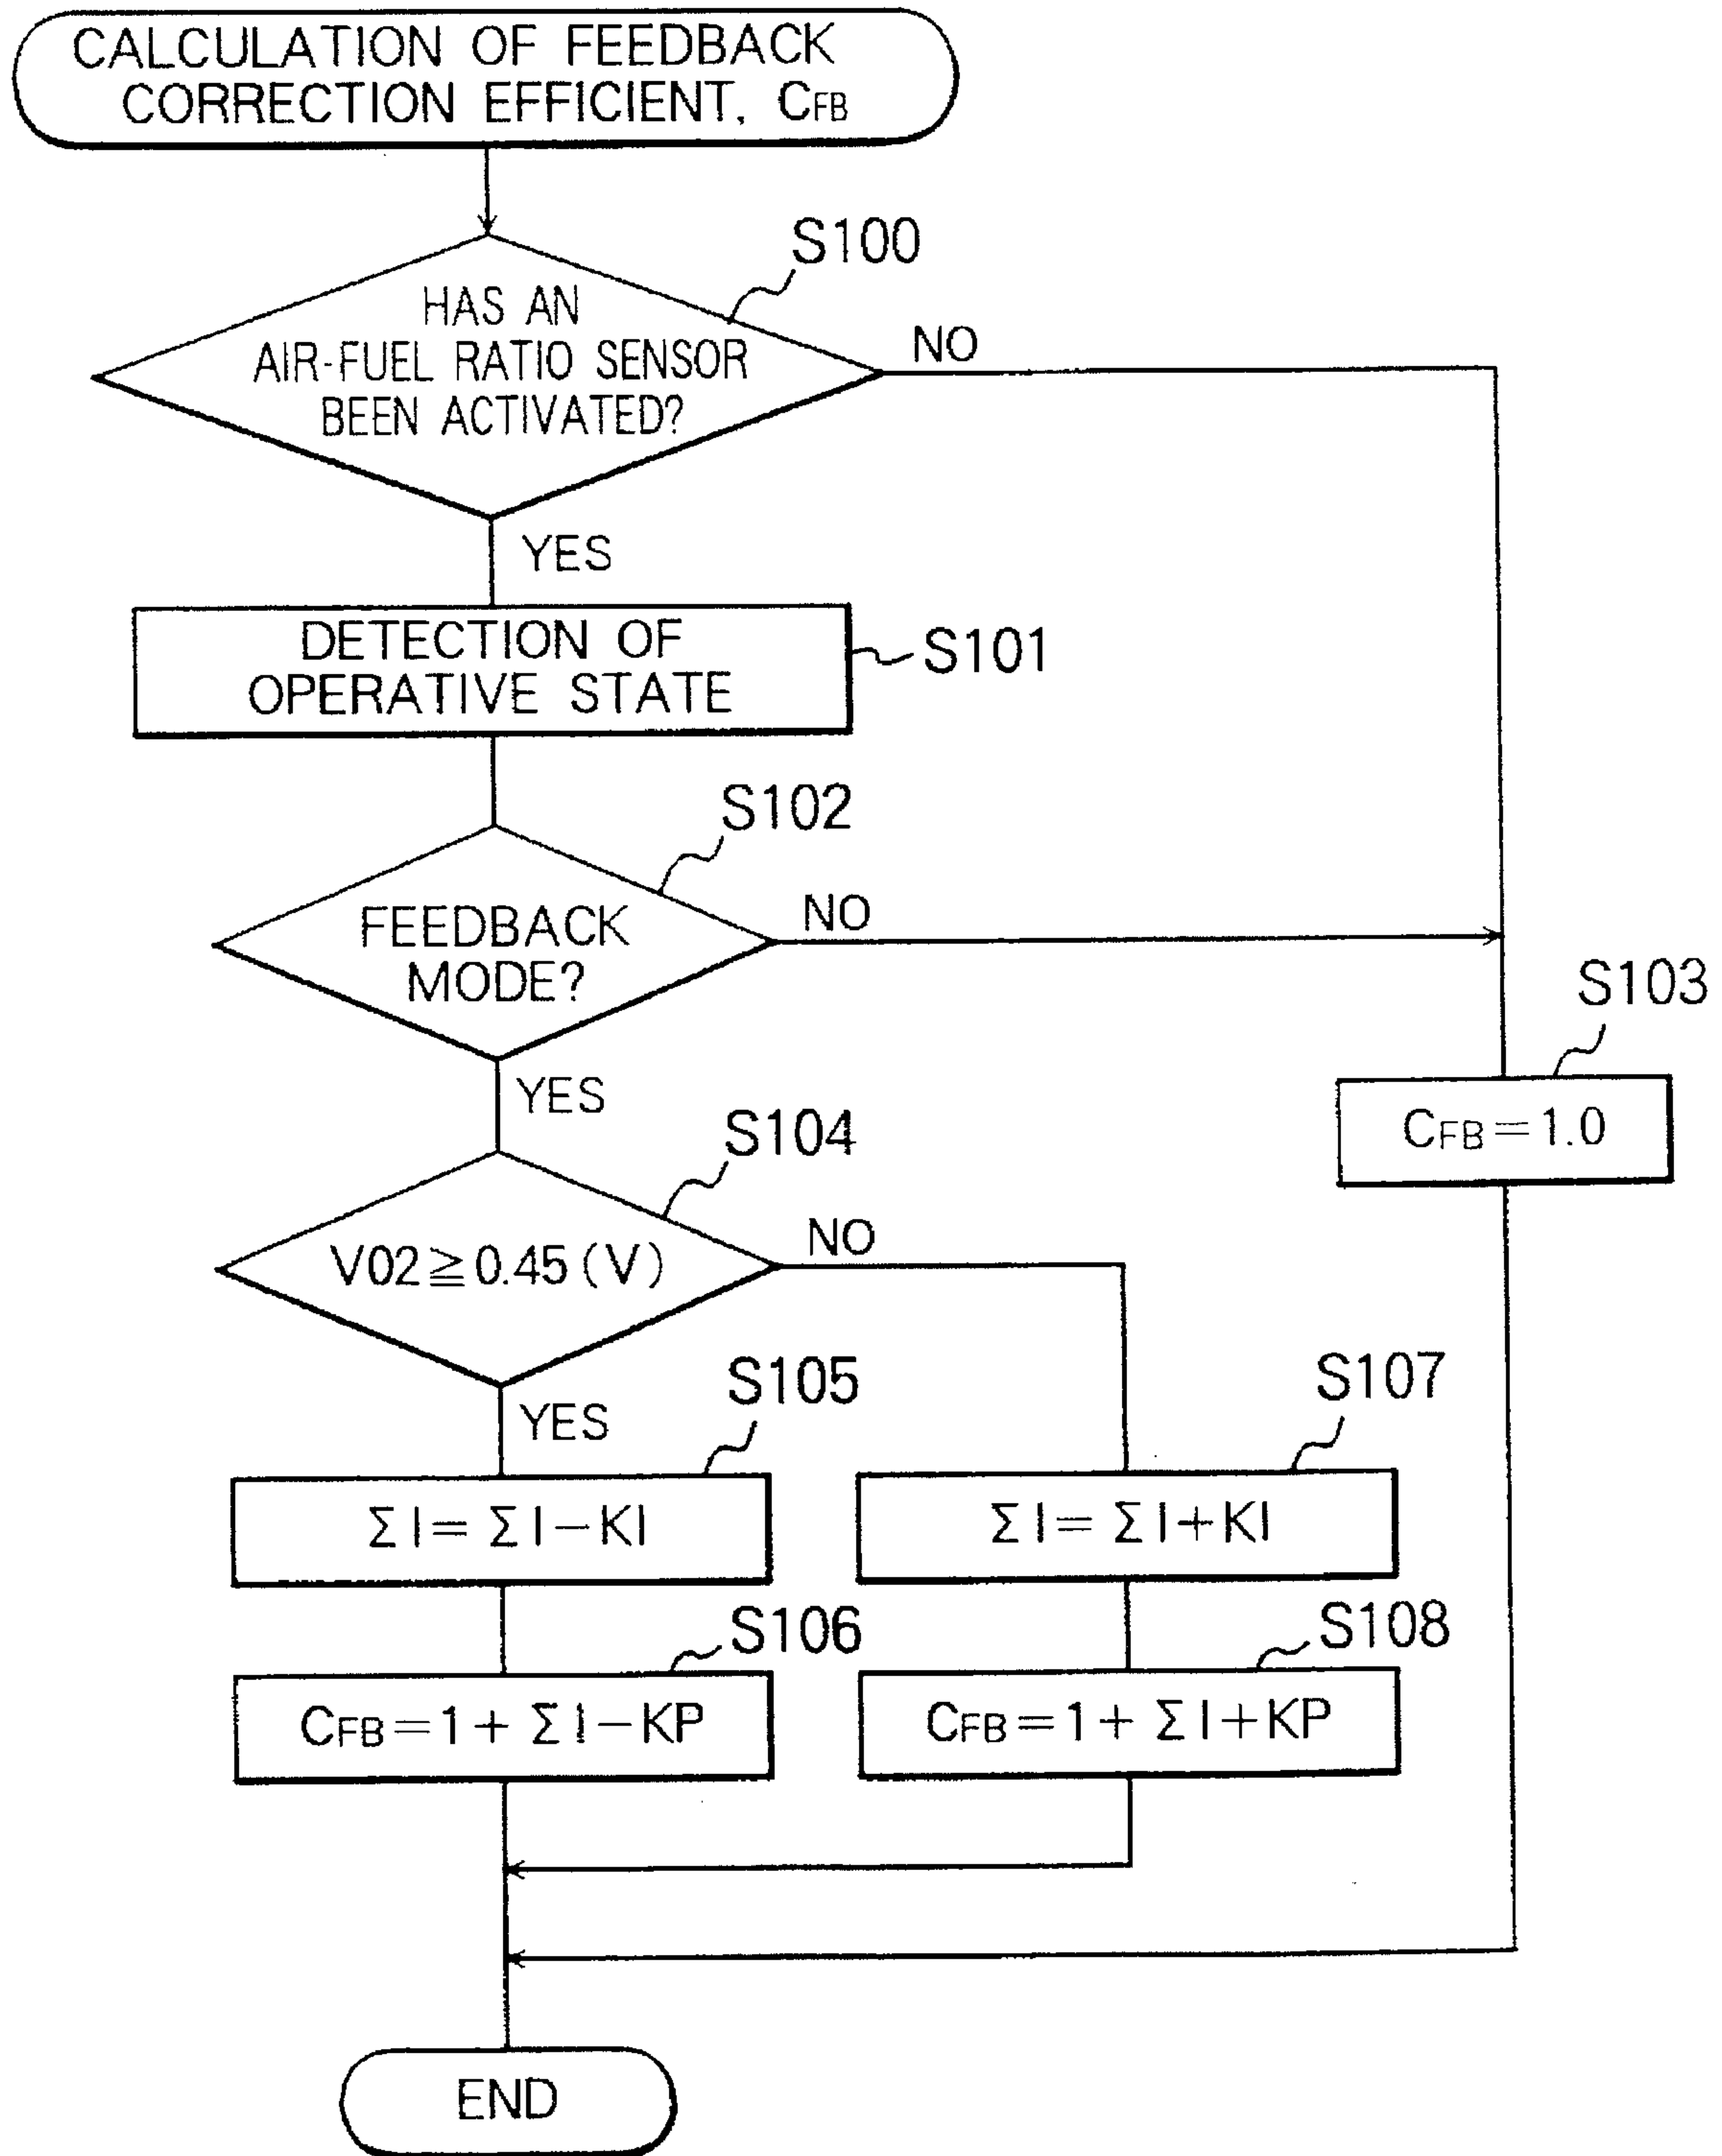 CALCULATION OF FEEDBACK
CORRECTION EFFICIENT, CFB
S100
HAS AN
AIR-FUEL RATIO SENSOR
BEEN ACTIVATED?
NO
YES
DETECTION OF
OPERATIVE STATE
S101
S102
FEEDBACK
MODE?
NO
YES
S103
CFB=1.0
S104
V02≧0.45(V)
NO
YES
S105
ΣI=ΣI-KI
S107
ΣI=ΣI+KI
S106
CFB=1+ΣI-KP
S108
CFB=1+ΣI+KP
END